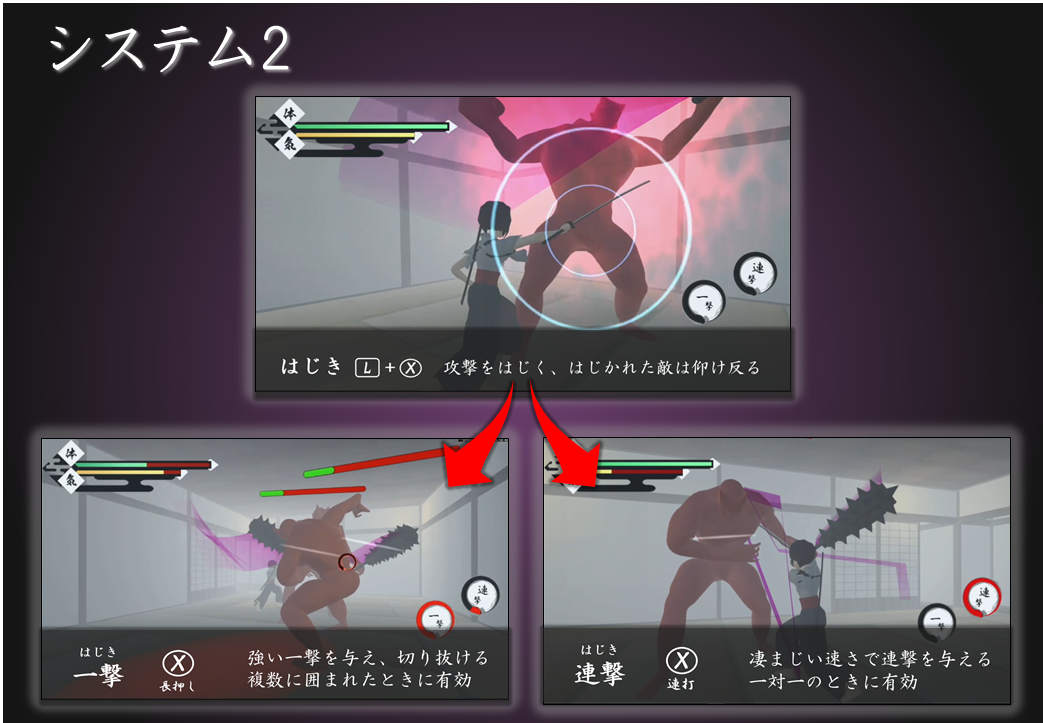 システム2
体
気
連撃
一撃
はじき L+X 攻撃をはじく、はじかれた敵は仰け反る
体
気
連撃
一撃
はじき
一撃
X
長押し
強い一撃を与え、切り抜ける
複数に囲まれたときに有効
連撃
一撃
はじき
連撃
X
連打
凄まじい速さで連撃を与える
一対一のときに有効